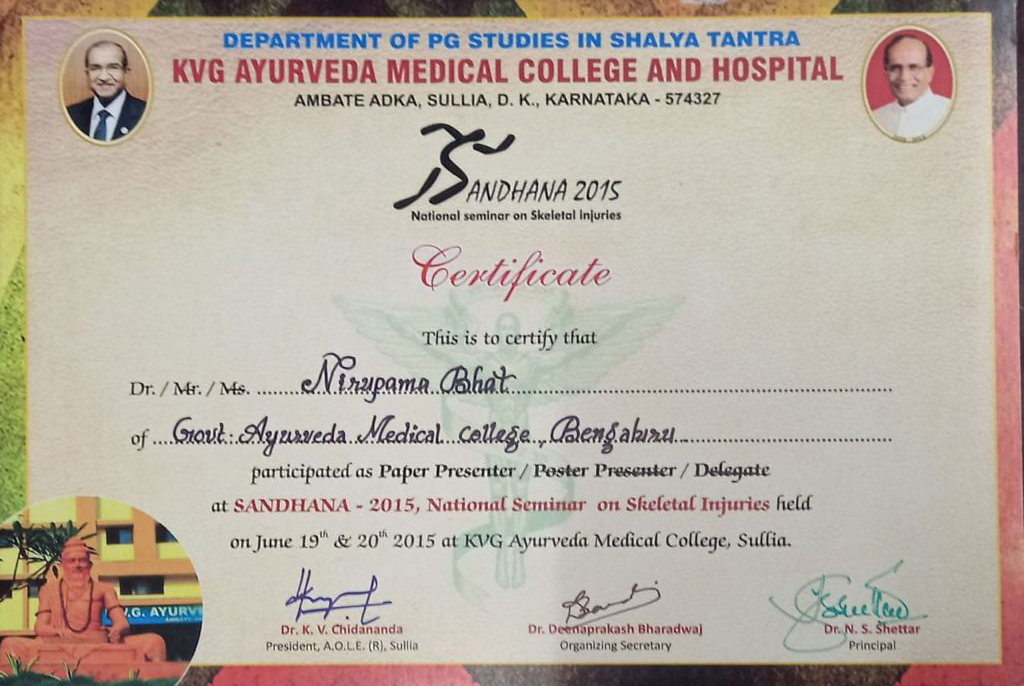 DEPARTMENT OF PG STUDIES IN SHALYA TANTRA
KVG AYURVEDA MEDICAL COLLEGE AND HOSPITAL
AMBATE ADKA, SULLIA, D. K., KARNATAKA - 574327
SANDHANA 2015
National seminar on Skeletal Injuries
Certificate
This is to certify that
Dr. / Mr. / Ms. Nirupama Bhat
of Govt. Ayurveda Medical College, Bengaluru
participated as Paper Presenter / Poster Presenter / Delegate
at SANDHANA - 2015, National Seminar on Skeletal Injuries held
on June 19th & 20th 2015 at KVG Ayurveda Medical College, Sullia.
V.G. AYURV
Dr. K. V. Chidananda
President, A.O.L.E. (R), Sullia
Dr. Deenaprakash Bharadwaj
Organizing Secretary
Dr. N. S. Shettar
Principal